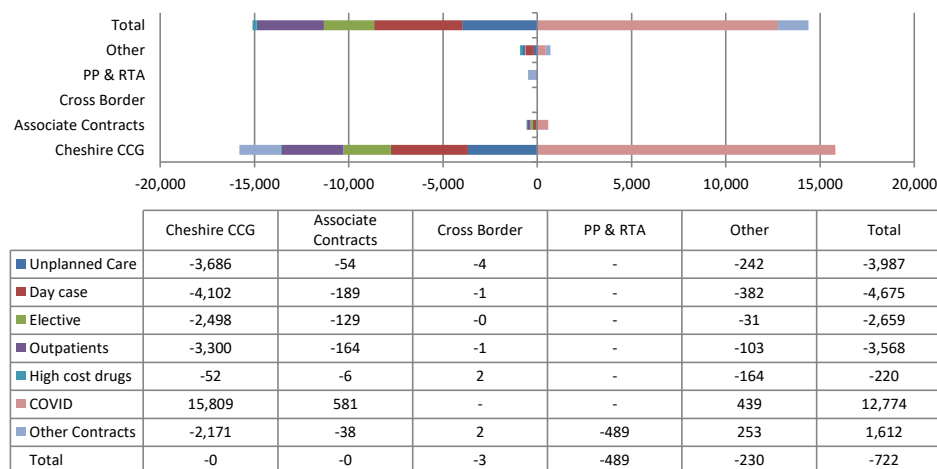 Total
Other
PP & RTA
Cross Border
Associate Contracts
Cheshire CCG
-20,000 -15,000 -10,000 -5,000 0 5,000 10,000 15,000 20,000
Cheshire CCG Associate Contracts Cross Border PP & RTA Other Total
Unplanned Care -3,686 -54 -4 - -242 -3,987
Day case -4,102 -189 -1 - -382 -4,675
Elective -2,498 -129 -0 - -31 -2,659
Outpatients -3,300 -164 -1 - -103 -3,568
High cost drugs -52 -6 2 -164 -220
COVID 15,809 581 - - 439 12,774
Other Contracts -2,171 -38 2 -489 253 1,612
Total -0 -0 -3 -489 -230 -722